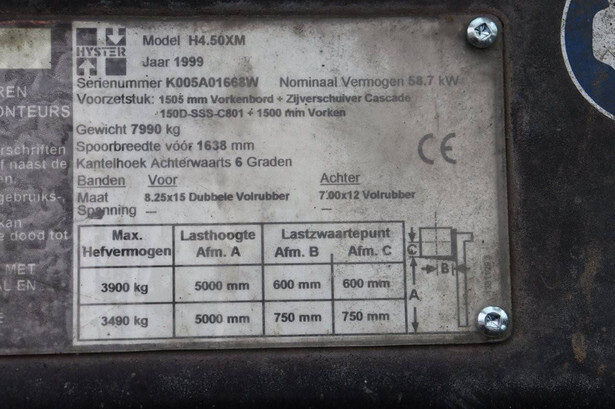 HYSTER
Model H4.50XM
Jaar 1999
Serienummer K005A01668W Nominaal Vermogen 58.7 kW
Voorzetstuk: 1505 mm Vorkenbord + Zijverschuiver Cascade
150D-SSS-C801 + 1500 mm Vorken
Gewicht 7990 kg
Spoorbreedte vóór 1638 mm
Kantelhoek Achterwaarts 6 Graden
CE
Banden Voor Achter
Maat 8.25x15 Dubbele Volrubber 7.00x12 Volrubber
Spanning --- ---
Max. Hefvermogen Lasthoogte Afm. A Lastzwaartepunt Afm. B Afm. C
3900 kg 5000 mm 600 mm 600 mm
3490 kg 5000 mm 750 mm 750 mm
C B A
REN
ONTEURS
rschriften
f naast de
gebruiks-
kan
e dood tot
MET
AL EN